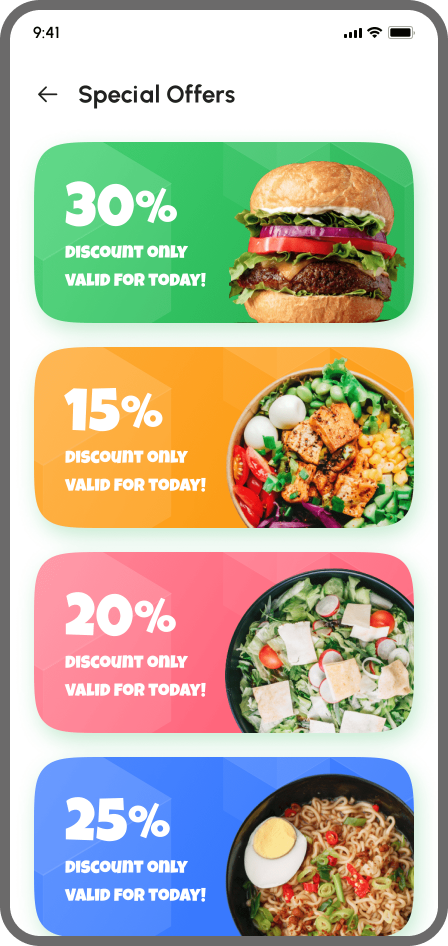 9:41
Special Offers
30%
DISCOUNT ONLY
VALID FOR TODAY!
15%
DISCOUNT ONLY
VALID FOR TODAY!
20%
DISCOUNT ONLY
VALID FOR TODAY!
25%
DISCOUNT ONLY
VALID FOR TODAY!